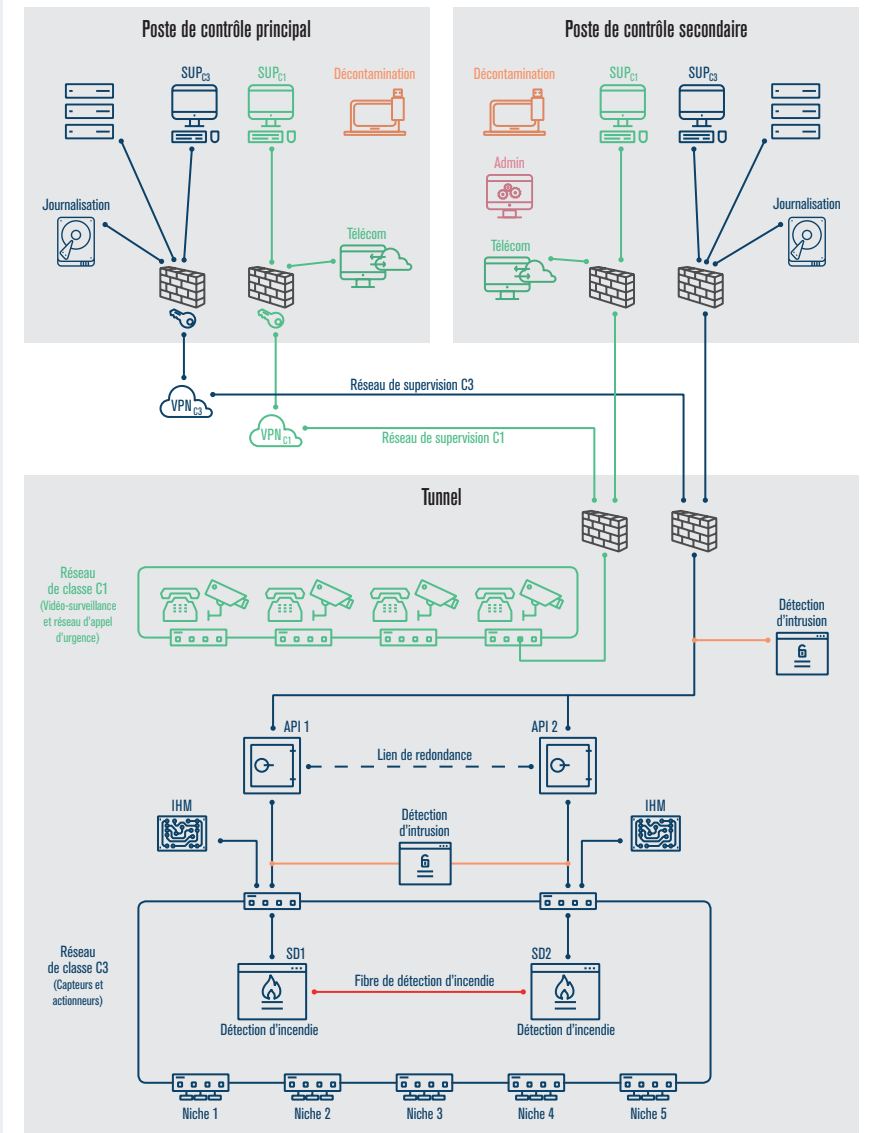 Poste de contrôle principal
Poste de contrôle secondaire
SUPC3
SUPC1
Décontamination
Décontamination
SUPC1
SUPC3
Admin
Journalisation
Télécom
Télécom
Journalisation
Réseau de supervision C3
VPNC3
VPNC1
Réseau de supervision C1
Tunnel
Réseau
de classe C1
(Vidéo-surveillance
et réseau d'appel
d'urgence)
Détection
d'intrusion
API 1
API 2
Lien de redondance
IHM
IHM
Détection
d'intrusion
Réseau
de classe C3
(Capteurs et
actionneurs)
SD1
SD2
Fibre de détection d'incendie
Détection d'incendie
Détection d'incendie
Niche 1
Niche 2
Niche 3
Niche 4
Niche 5